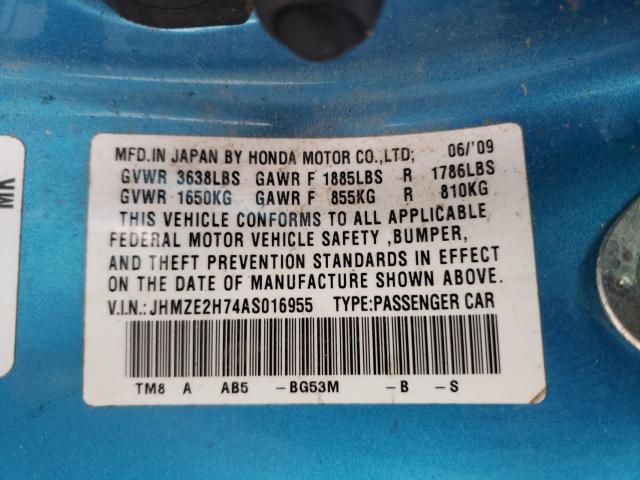 MFD.IN JAPAN BY HONDA MOTOR CO.,LTD; 06/'09
GVWR 3638LBS GAWR F 1885LBS R 1786LBS
GVWR 1650KG GAWR F 855KG R 810KG
THIS VEHICLE CONFORMS TO ALL APPLICABLE
FEDERAL MOTOR VEHICLE SAFETY ,BUMPER,
AND THEFT PREVENTION STANDARDS IN EFFECT
ON THE DATE OF MANUFACTURE SHOWN ABOVE.
V.I.N.: JHMZE2H74AS016955 TYPE:PASSENGER CAR
TM8 A AB5 -BG53M -B -S
MK